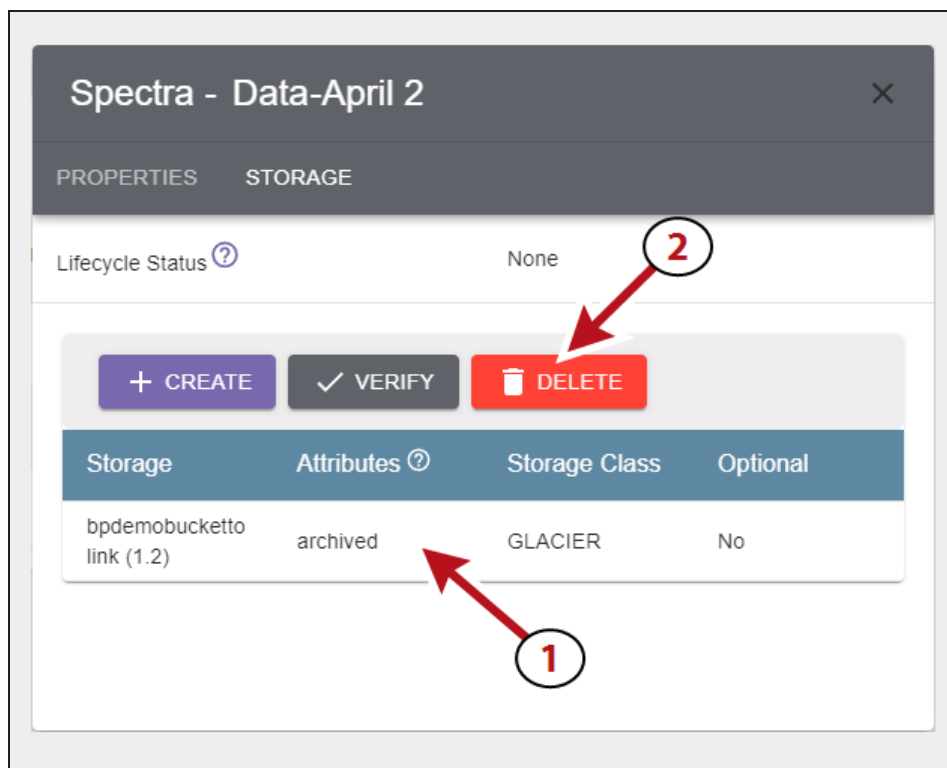 Spectra - Data-April 2
PROPERTIES STORAGE
Lifecycle Status None
2
CREATE VERIFY DELETE
Storage Attributes Storage Class Optional
bpdemobucketto
link (1.2) archived GLACIER No
1